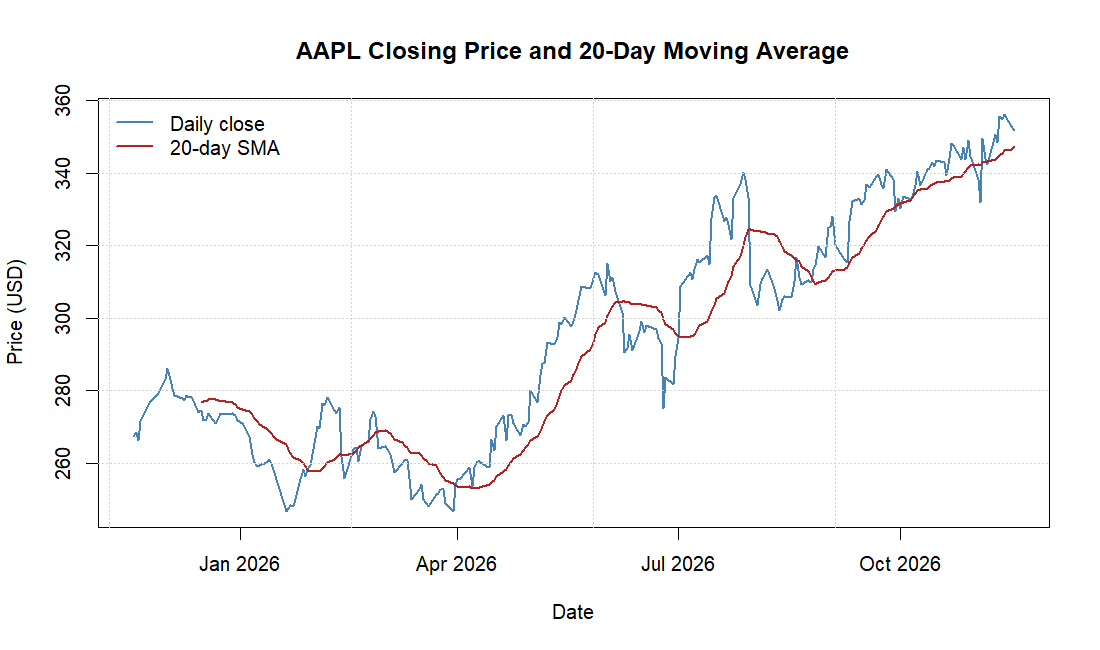 AAPL Closing Price and 20-Day Moving Average
Daily close
20-day SMA
360
340
320
300
280
260
Price (USD)
Jan 2026
Apr 2026
Jul 2026
Oct 2026
Date